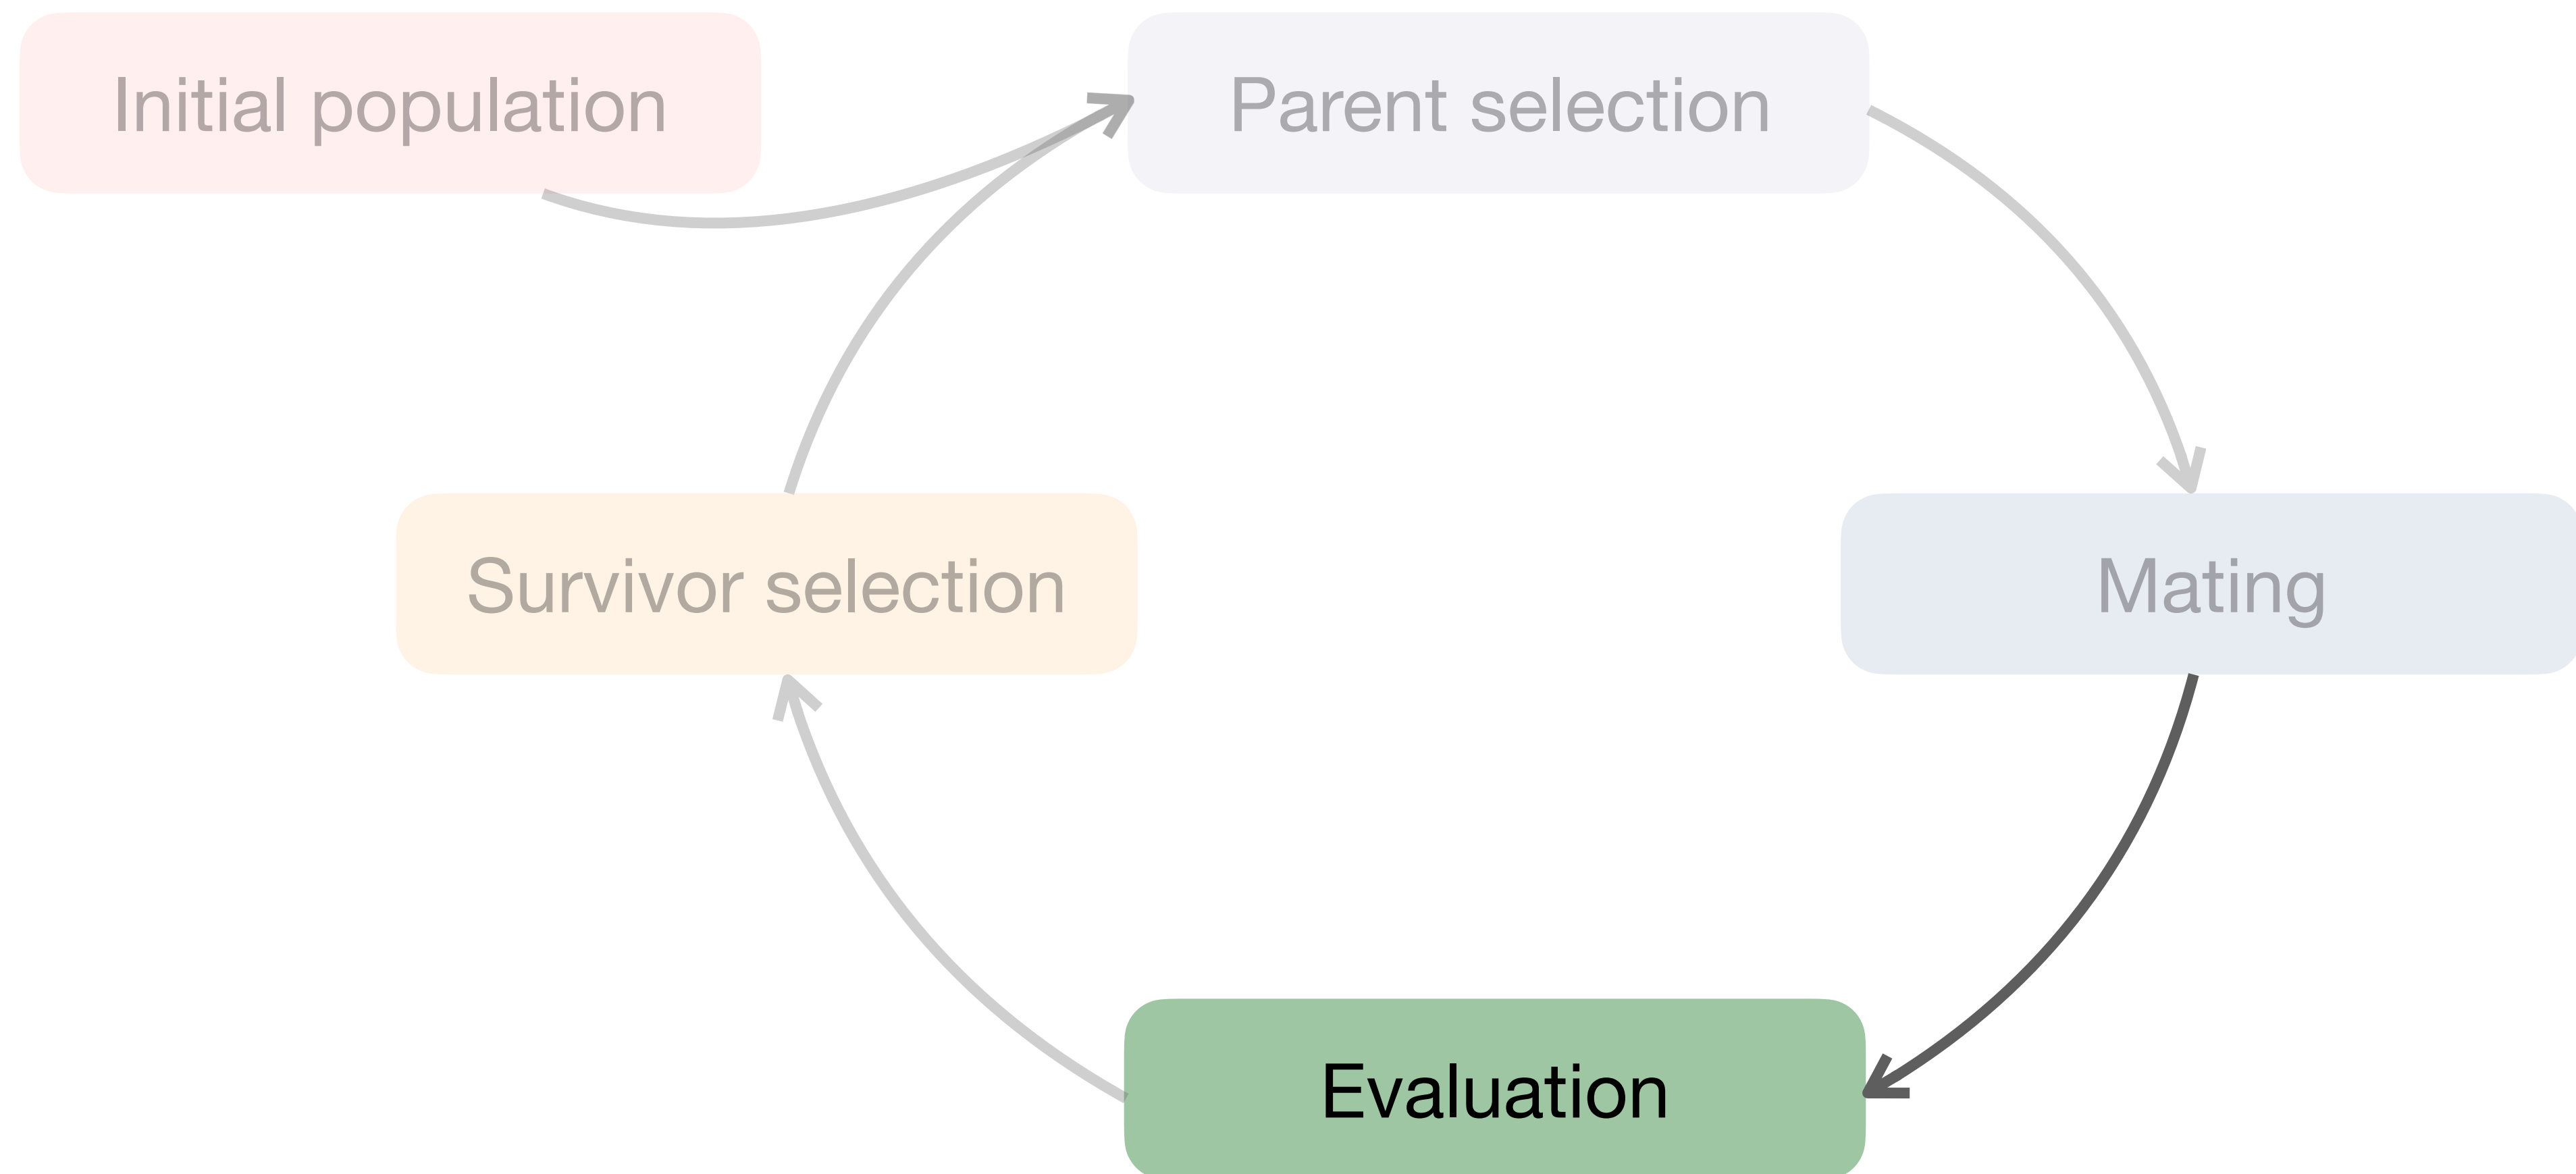 Initial population
Parent selection
Survivor selection
Mating
Evaluation